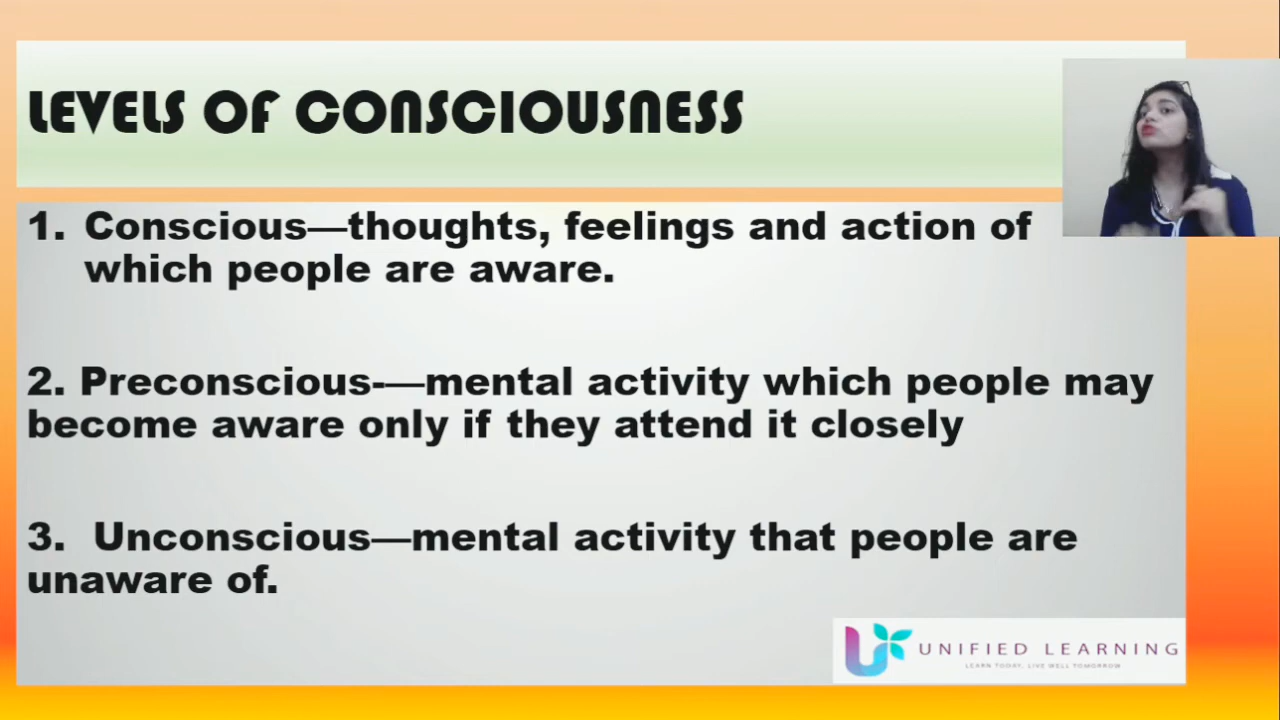 LEVELS OF CONSCIOUSNESS
1. Conscious—thoughts, feelings and action of
which people are aware.
2. Preconscious-—mental activity which people may
become aware only if they attend it closely
3. Unconscious—mental activity that people are
unaware of.
UNIFIED LEARNING
LEARN TODAY, LIVE WELL TOMORROW